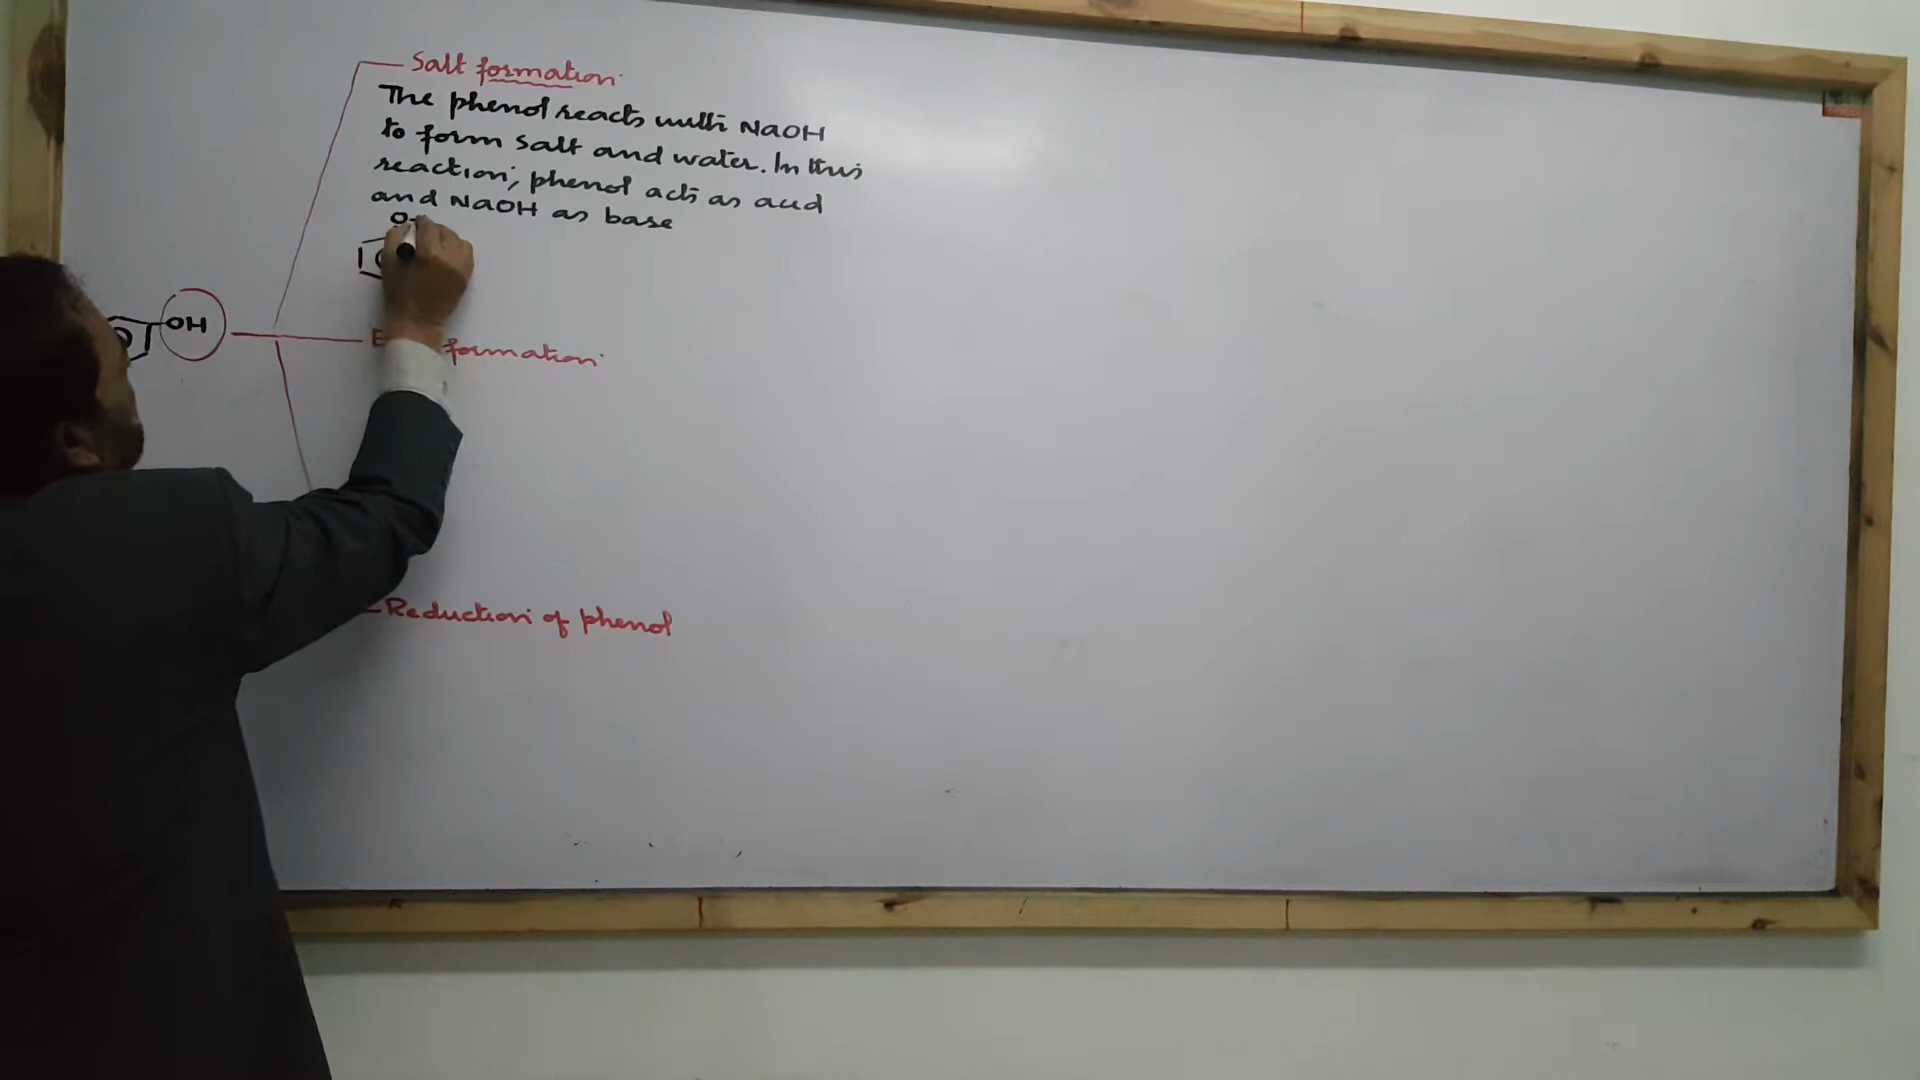 Salt formation
The phenol reacts with NaOH
to form salt and water. In this
reaction, phenol acts as acid
and NaOH as base
OH
formation
Reduction of phenol